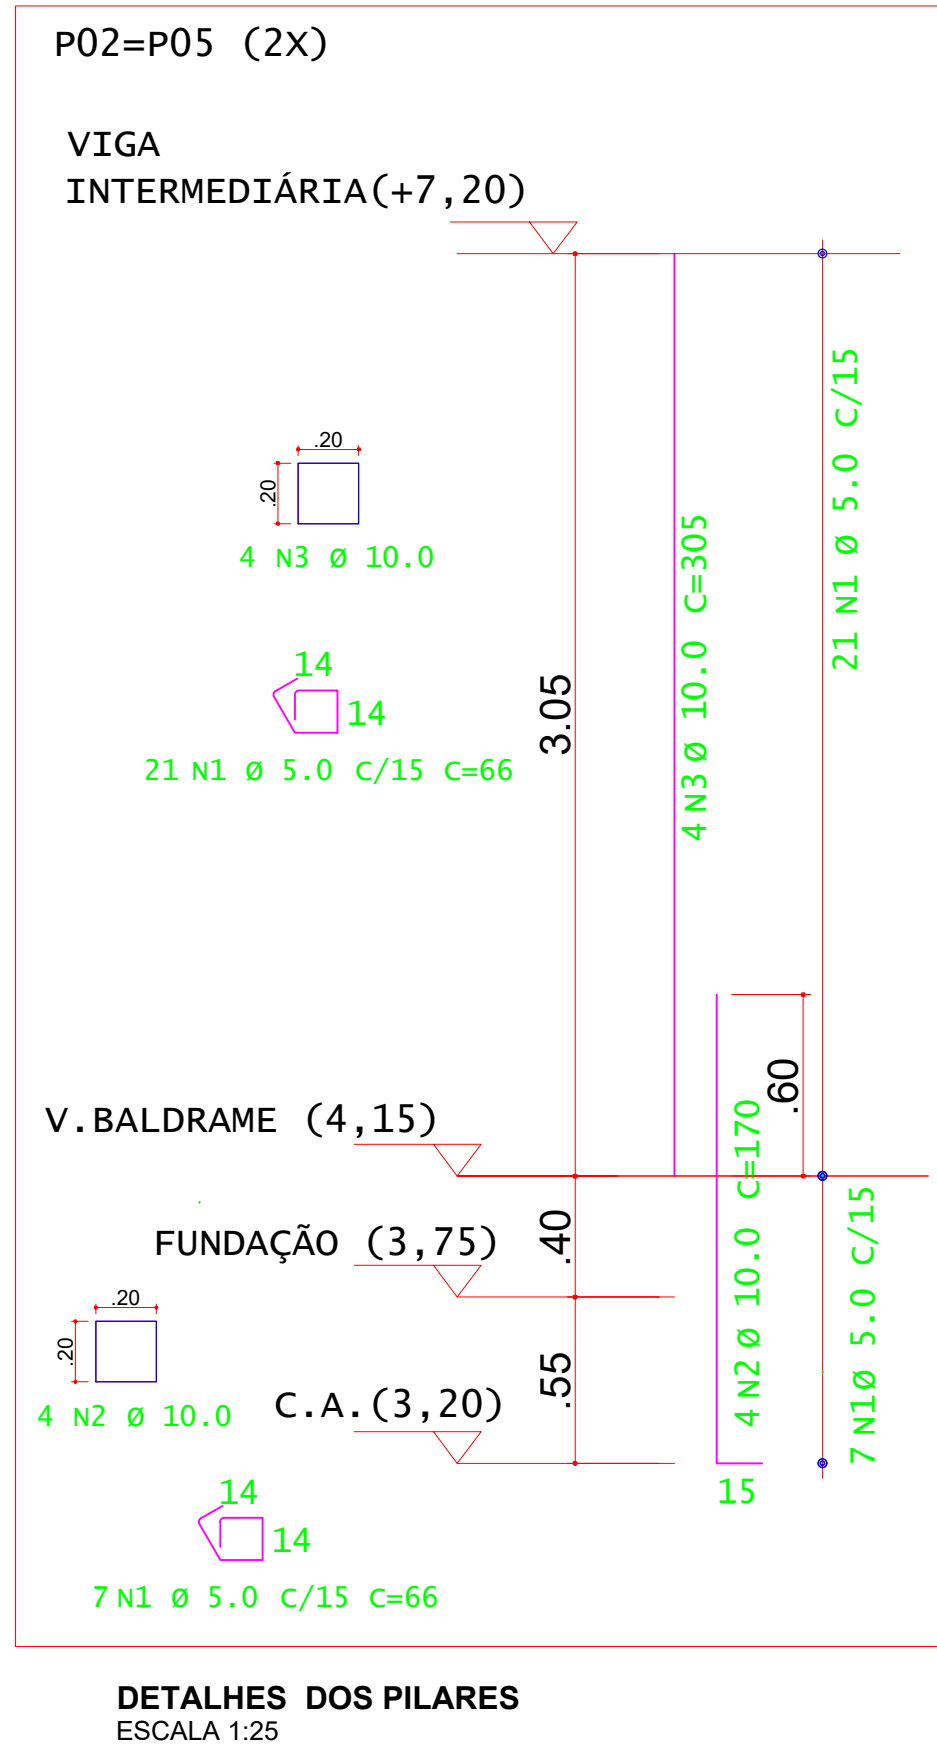 P02=P05 (2X)
VIGA
INTERMEDIÁRIA(+7,20)
21 N1 Ø 5.0 C/15
.20
.20
4 N3 Ø 10.0
4 N3 Ø 10.0 C=305
14
14
3.05
21 N1 Ø 5.0 C/15 C=66
.60
V.BALDRAME (4,15)
4 N2 Ø 10.0 C=170
7 N1Ø 5.0 C/15
FUNDAÇÃO (3,75)
.40
.20
.20
.55
C.A.(3,20)
4 N2 Ø 10.0
15
14
14
7 N1 Ø 5.0 C/15 C=66
DETALHES DOS PILARES
ESCALA 1:25